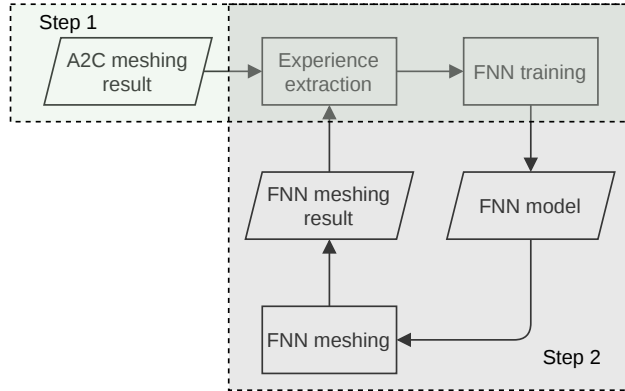 Step 1
A2C meshing
result
Experience
extraction
FNN training
FNN meshing
result
FNN model
FNN meshing
Step 2